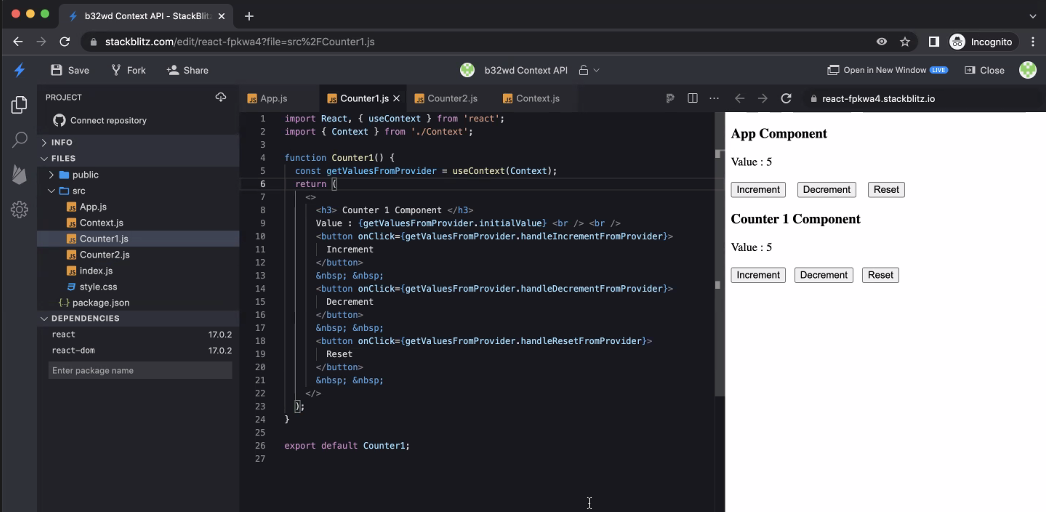 b32wd Context API - StackBlitz
stackblitz.com/edit/react-fpkwa4?file=src%2FCounter1.js
Incognito
Save
Fork
Share
b32wd Context API
Open in New Window LIVE
Close
PROJECT
Connect repository
INFO
FILES
public
src
App.js
Context.js
Counter1.js
Counter2.js
index.js
style.css
package.json
DEPENDENCIES
react 17.0.2
react-dom 17.0.2
Enter package name
App.js Counter1.js Counter2.js Context.js
1 import React, { useContext } from 'react';
2 import { Context } from './Context';
3
4 function Counter1() {
5 const getValuesFromProvider = useContext(Context);
6 return (
7 <>
8 <h3> Counter 1 Component </h3>
9 Value : {getValuesFromProvider.initialValue} <br /> <br />
10 <button onClick={getValuesFromProvider.handleIncrementFromProvider}>
11 Increment
12 </button>
13 &nbsp; &nbsp;
14 <button onClick={getValuesFromProvider.handleDecrementFromProvider}>
15 Decrement
16 </button>
17 &nbsp; &nbsp;
18 <button onClick={getValuesFromProvider.handleResetFromProvider}>
19 Reset
20 </button>
21 &nbsp; &nbsp;
22 </>
23 );
24 }
25
26 export default Counter1;
27
react-fpkwa4.stackblitz.io
App Component
Value : 5
Increment Decrement Reset
Counter 1 Component
Value : 5
Increment Decrement Reset